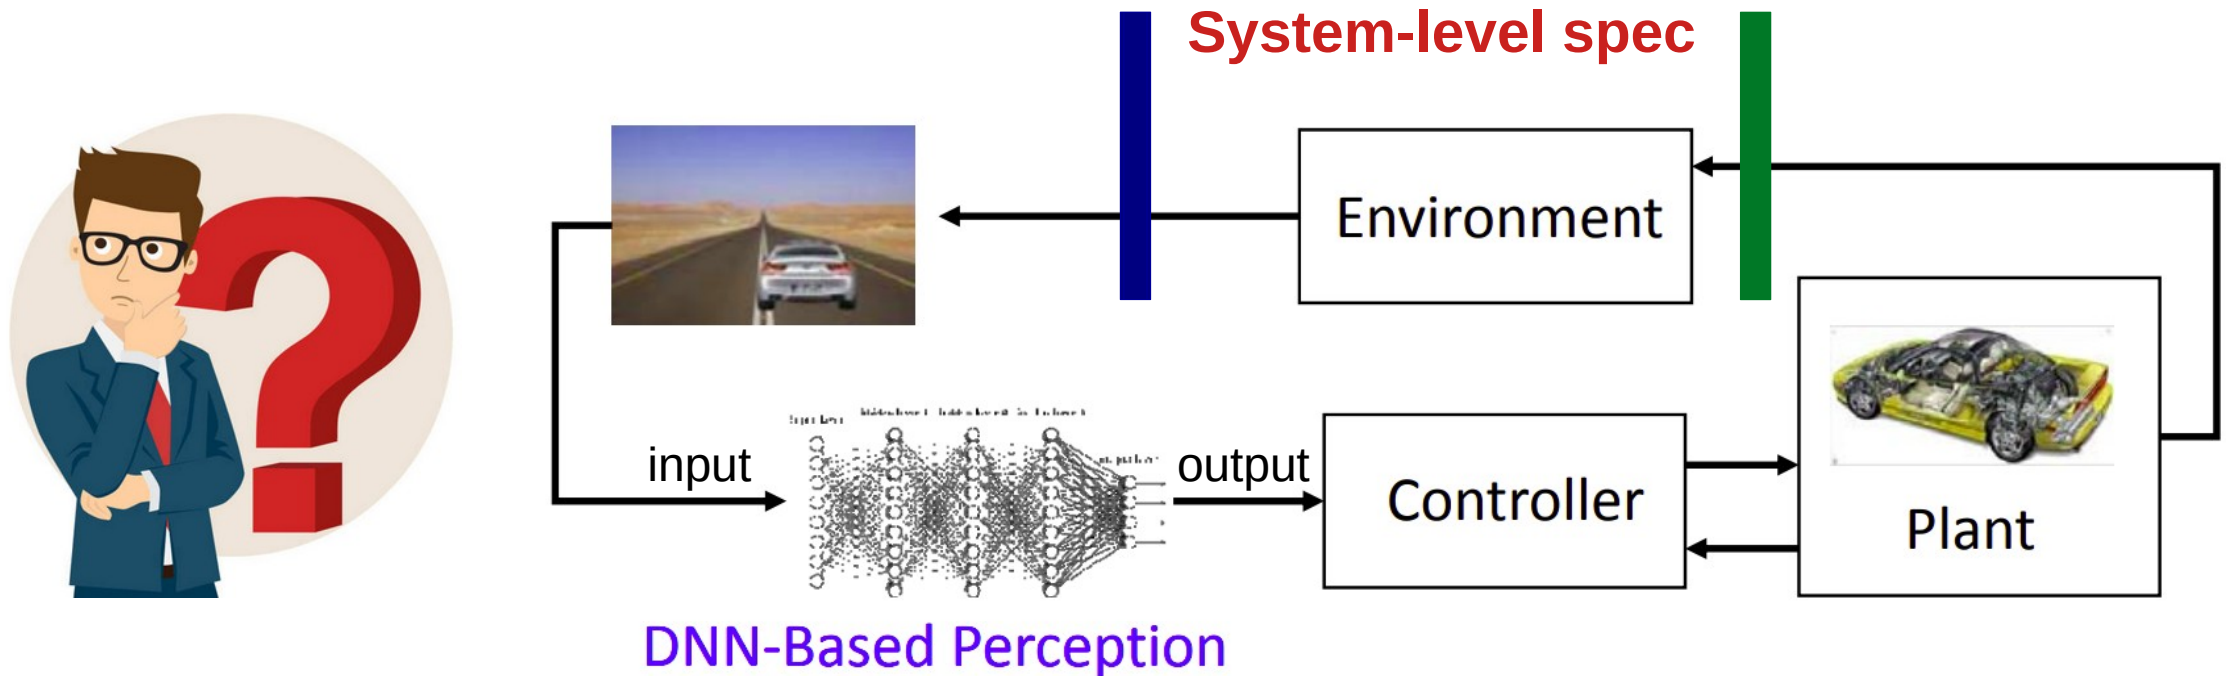 System-level spec
Environment
input
output
Controller
Plant
DNN-Based Perception